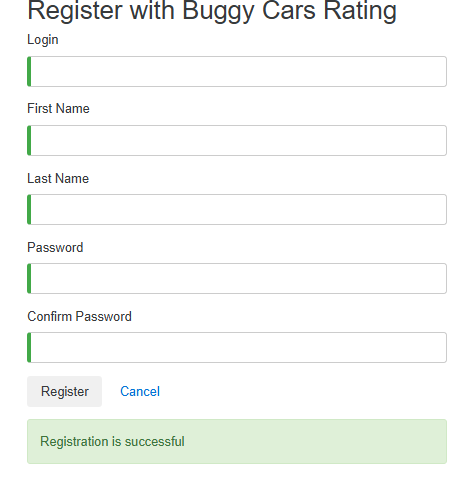 Register with Buggy Cars Rating
Login
First Name
Last Name
Password
Confirm Password
Register Cancel
Registration is successful